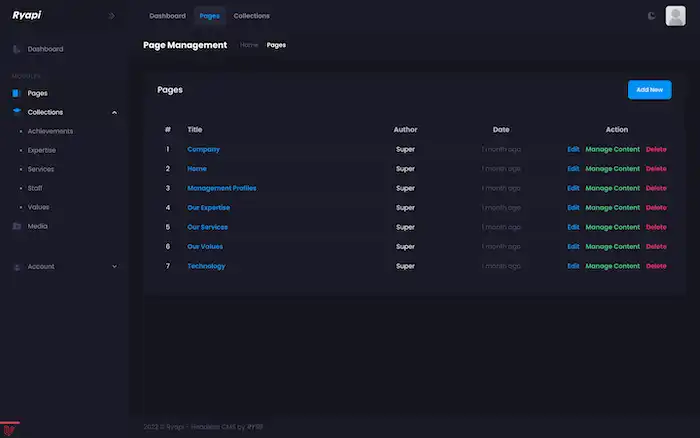 Ryapi
Dashboard Pages Collections
Page Management Home Pages
Dashboard
MODULES
Pages
Collections
Achievements
Expertise
Services
Staff
Values
Media
Account
Pages
Add New
# Title Author Date Action
1 Company Super 1 month ago Edit Manage Content Delete
2 Home Super 1 month ago Edit Manage Content Delete
3 Management Profiles Super 1 month ago Edit Manage Content Delete
4 Our Expertise Super 1 month ago Edit Manage Content Delete
5 Our Services Super 1 month ago Edit Manage Content Delete
6 Our Values Super 1 month ago Edit Manage Content Delete
7 Technology Super 1 month ago Edit Manage Content Delete
2022 © Ryapi - Headless CMS by